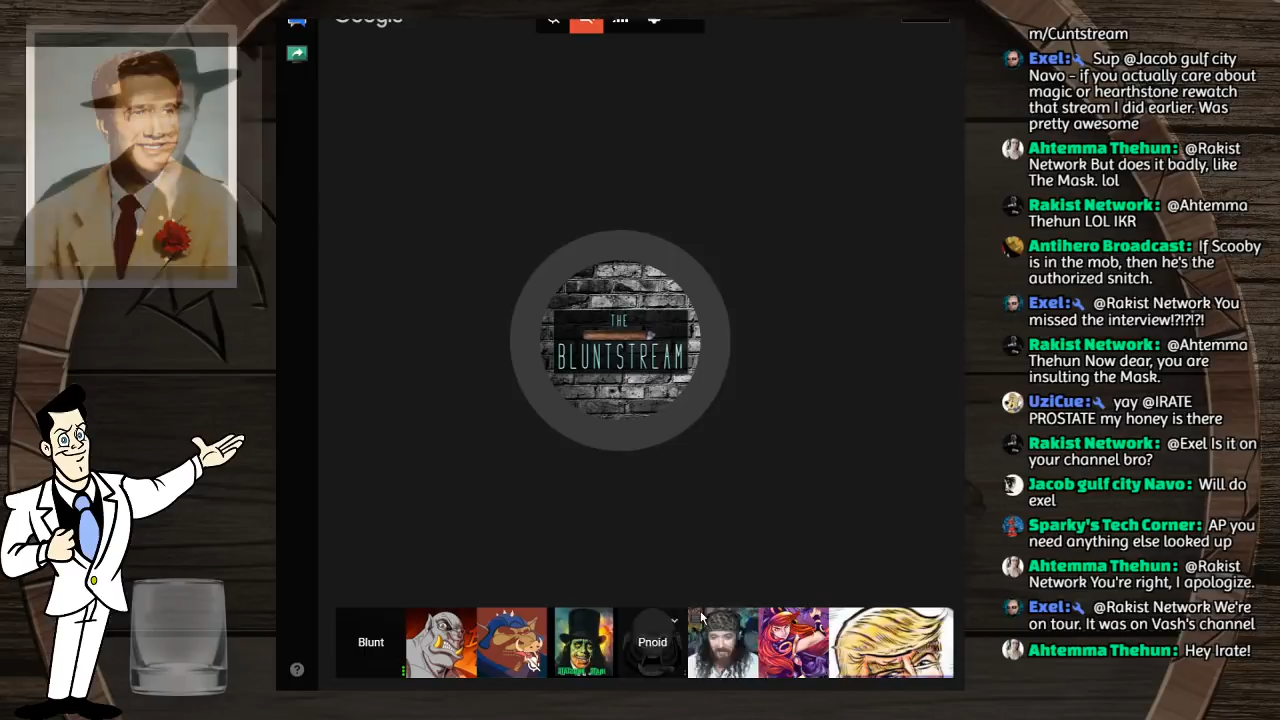 Google
THE
BLUNTSTREAM
Blunt
Pnoid
m/Cuntstream
Exel: Sup @Jacob gulf city
Navo - if you actually care about
magic or hearthstone rewatch
that stream I did earlier. Was
pretty awesome
Ahtemma Thehun: @Rakist
Network But does it badly, like
The Mask. lol
Rakist Network: @Ahtemma
Thehun LOL IKR
Antihero Broadcast: If Scooby
is in the mob, then he's the
authorized snitch.
Exel: @Rakist Network You
missed the interview!?!?!?!
Rakist Network: @Ahtemma
Thehun Now dear, you are
insulting the Mask.
UziCue: yay @IRATE
PROSTATE my honey is there
Rakist Network: @Exel Is it on
your channel bro?
Jacob gulf city Navo: Will do
exel
Sparky's Tech Corner: AP you
need anything else looked up
Ahtemma Thehun: @Rakist
Network You're right, I apologize.
Exel: @Rakist Network We're
on tour. It was on Vash's channel
Ahtemma Thehun: Hey Irate!